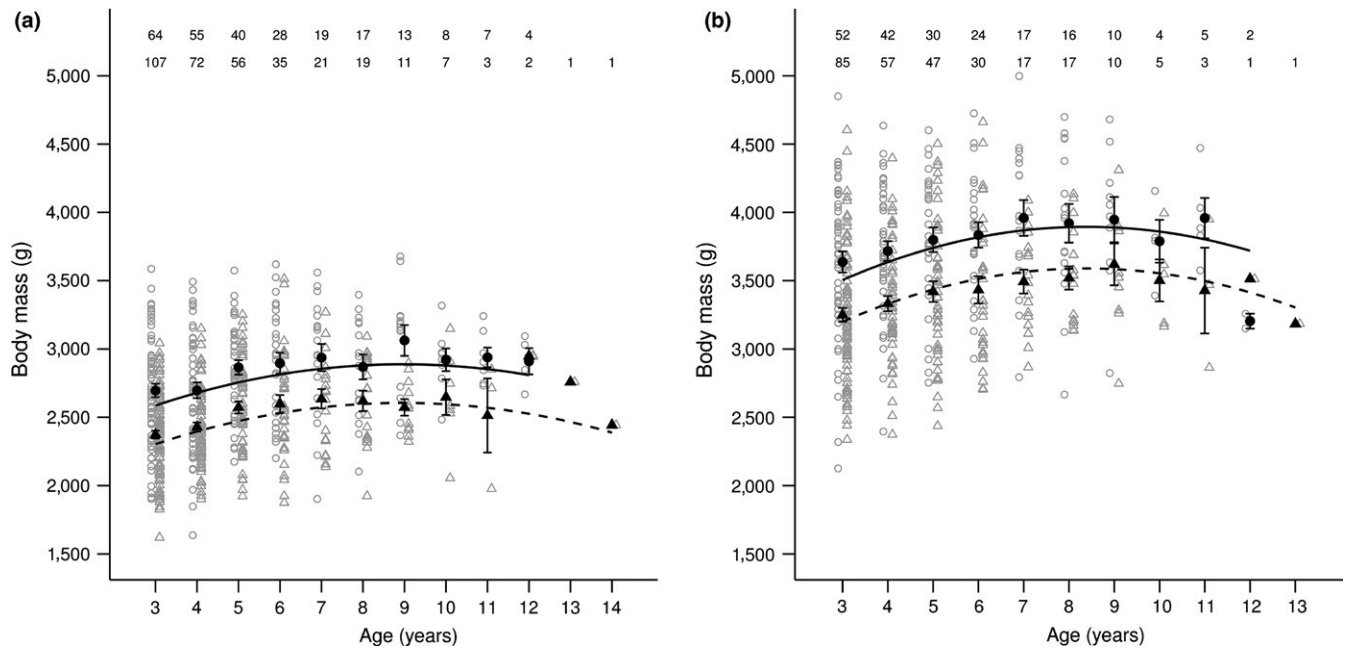 (a)
64 55 40 28 19 17 13 8 7 4
107 72 56 35 21 19 11 7 3 2 1 1
5,000
4,500
4,000
3,500
3,000
2,500
2,000
1,500
Body mass (g)
3 4 5 6 7 8 9 10 11 12 13 14
Age (years)
(b)
52 42 30 24 17 16 10 4 5 2
85 57 47 30 17 17 10 5 3 1 1
5,000
4,500
4,000
3,500
3,000
2,500
2,000
1,500
Body mass (g)
3 4 5 6 7 8 9 10 11 12 13
Age (years)